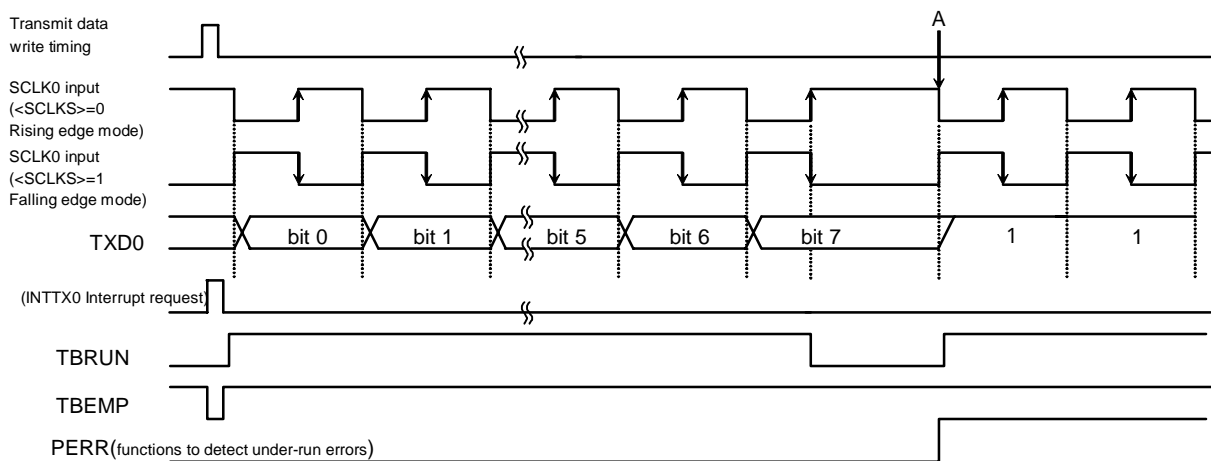 Transmit data
write timing
A
SCLK0 input
(<SCLKS>=0
Rising edge mode)
SCLK0 input
(<SCLKS>=1
Falling edge mode)
TXD0
bit 0
bit 1
bit 5
bit 6
bit 7
1
1
(INTTX0 Interrupt request)
TBRUN
TBEMP
PERR(functions to detect under-run errors)